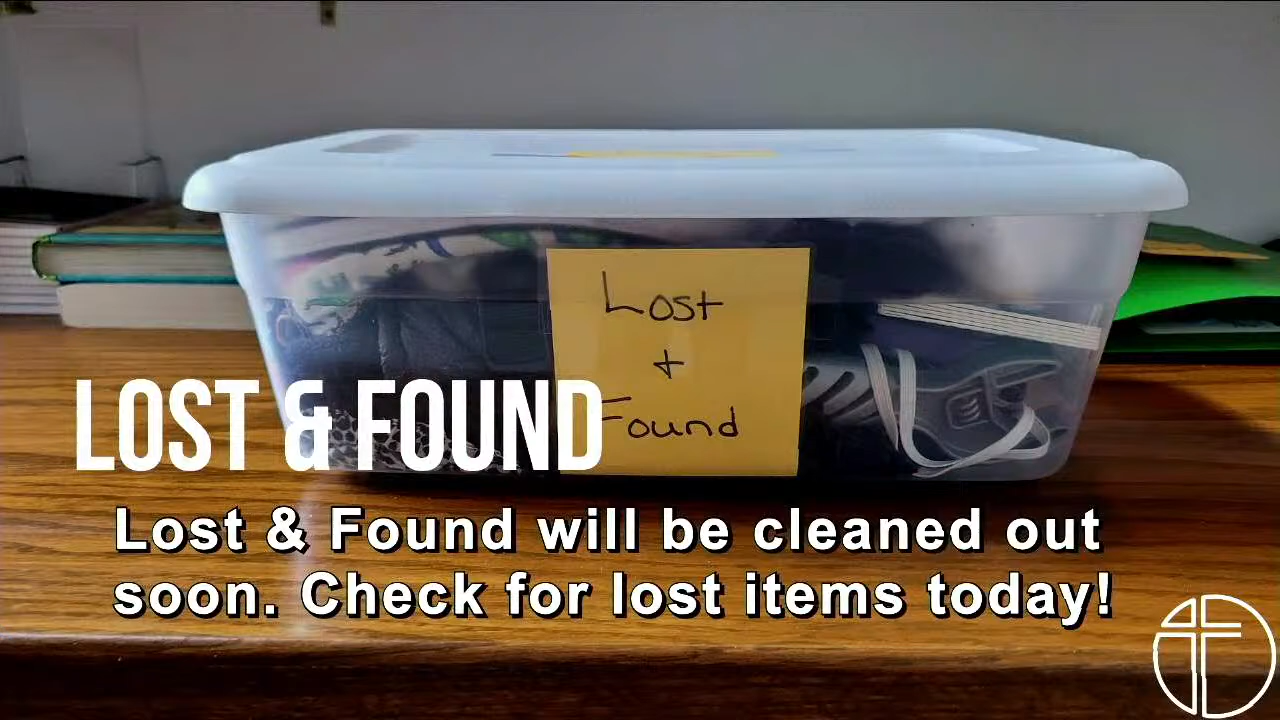 Lost
+
Found
LOST & FOUND
Lost & Found will be cleaned out
soon. Check for lost items today!